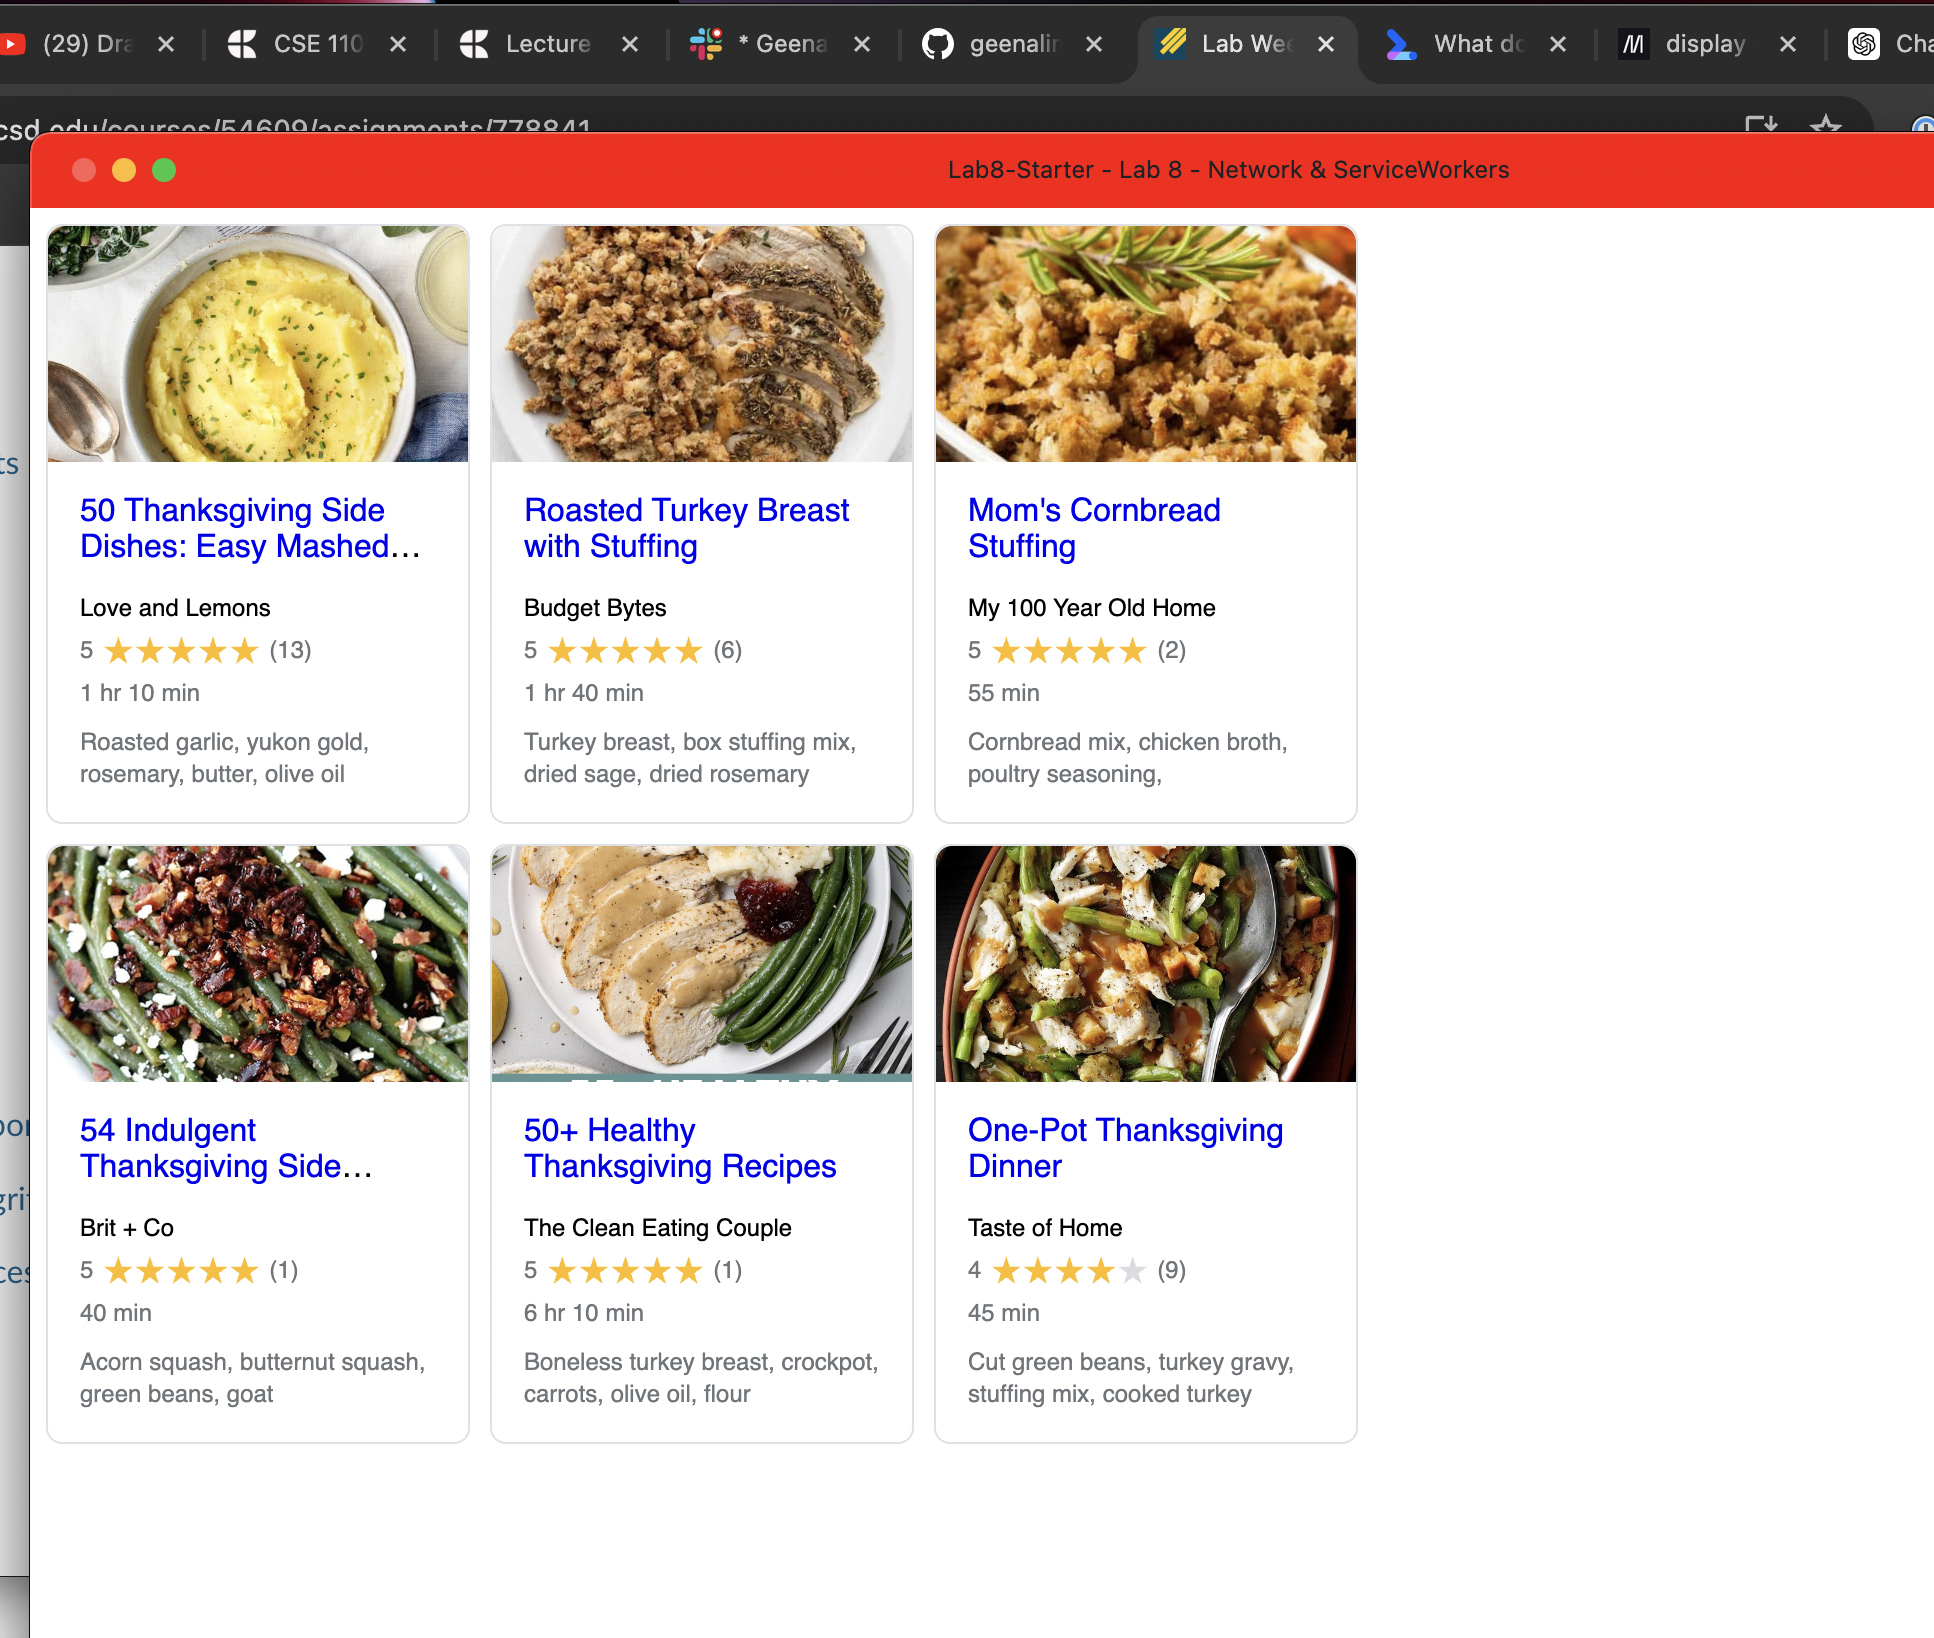 (29) Dra
CSE 110
Lecture
* Geena
geenalin
Lab Wee
What do
display
Cha
csd.edu/courses/54609/assignments/778841
Lab8-Starter - Lab 8 - Network & ServiceWorkers
ts
50 Thanksgiving Side
Dishes: Easy Mashed…
Love and Lemons
5 ★★★★★ (13)
1 hr 10 min
Roasted garlic, yukon gold,
rosemary, butter, olive oil
Roasted Turkey Breast
with Stuffing
Budget Bytes
5 ★★★★★ (6)
1 hr 40 min
Turkey breast, box stuffing mix,
dried sage, dried rosemary
Mom's Cornbread
Stuffing
My 100 Year Old Home
5 ★★★★★ (2)
55 min
Cornbread mix, chicken broth,
poultry seasoning,
54 Indulgent
Thanksgiving Side…
Brit + Co
5 ★★★★★ (1)
40 min
Acorn squash, butternut squash,
green beans, goat
50+ Healthy
Thanksgiving Recipes
The Clean Eating Couple
5 ★★★★★ (1)
6 hr 10 min
Boneless turkey breast, crockpot,
carrots, olive oil, flour
One-Pot Thanksgiving
Dinner
Taste of Home
4 ★★★★★ (9)
45 min
Cut green beans, turkey gravy,
stuffing mix, cooked turkey